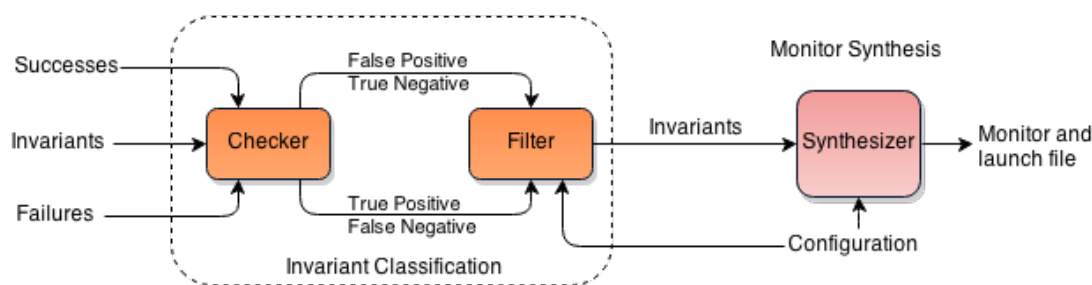 Successes
Invariants
Failures
Checker
False Positive
True Negative
True Positive
False Negative
Filter
Invariant Classification
Invariants
Monitor Synthesis
Synthesizer
Configuration
Monitor and
launch file